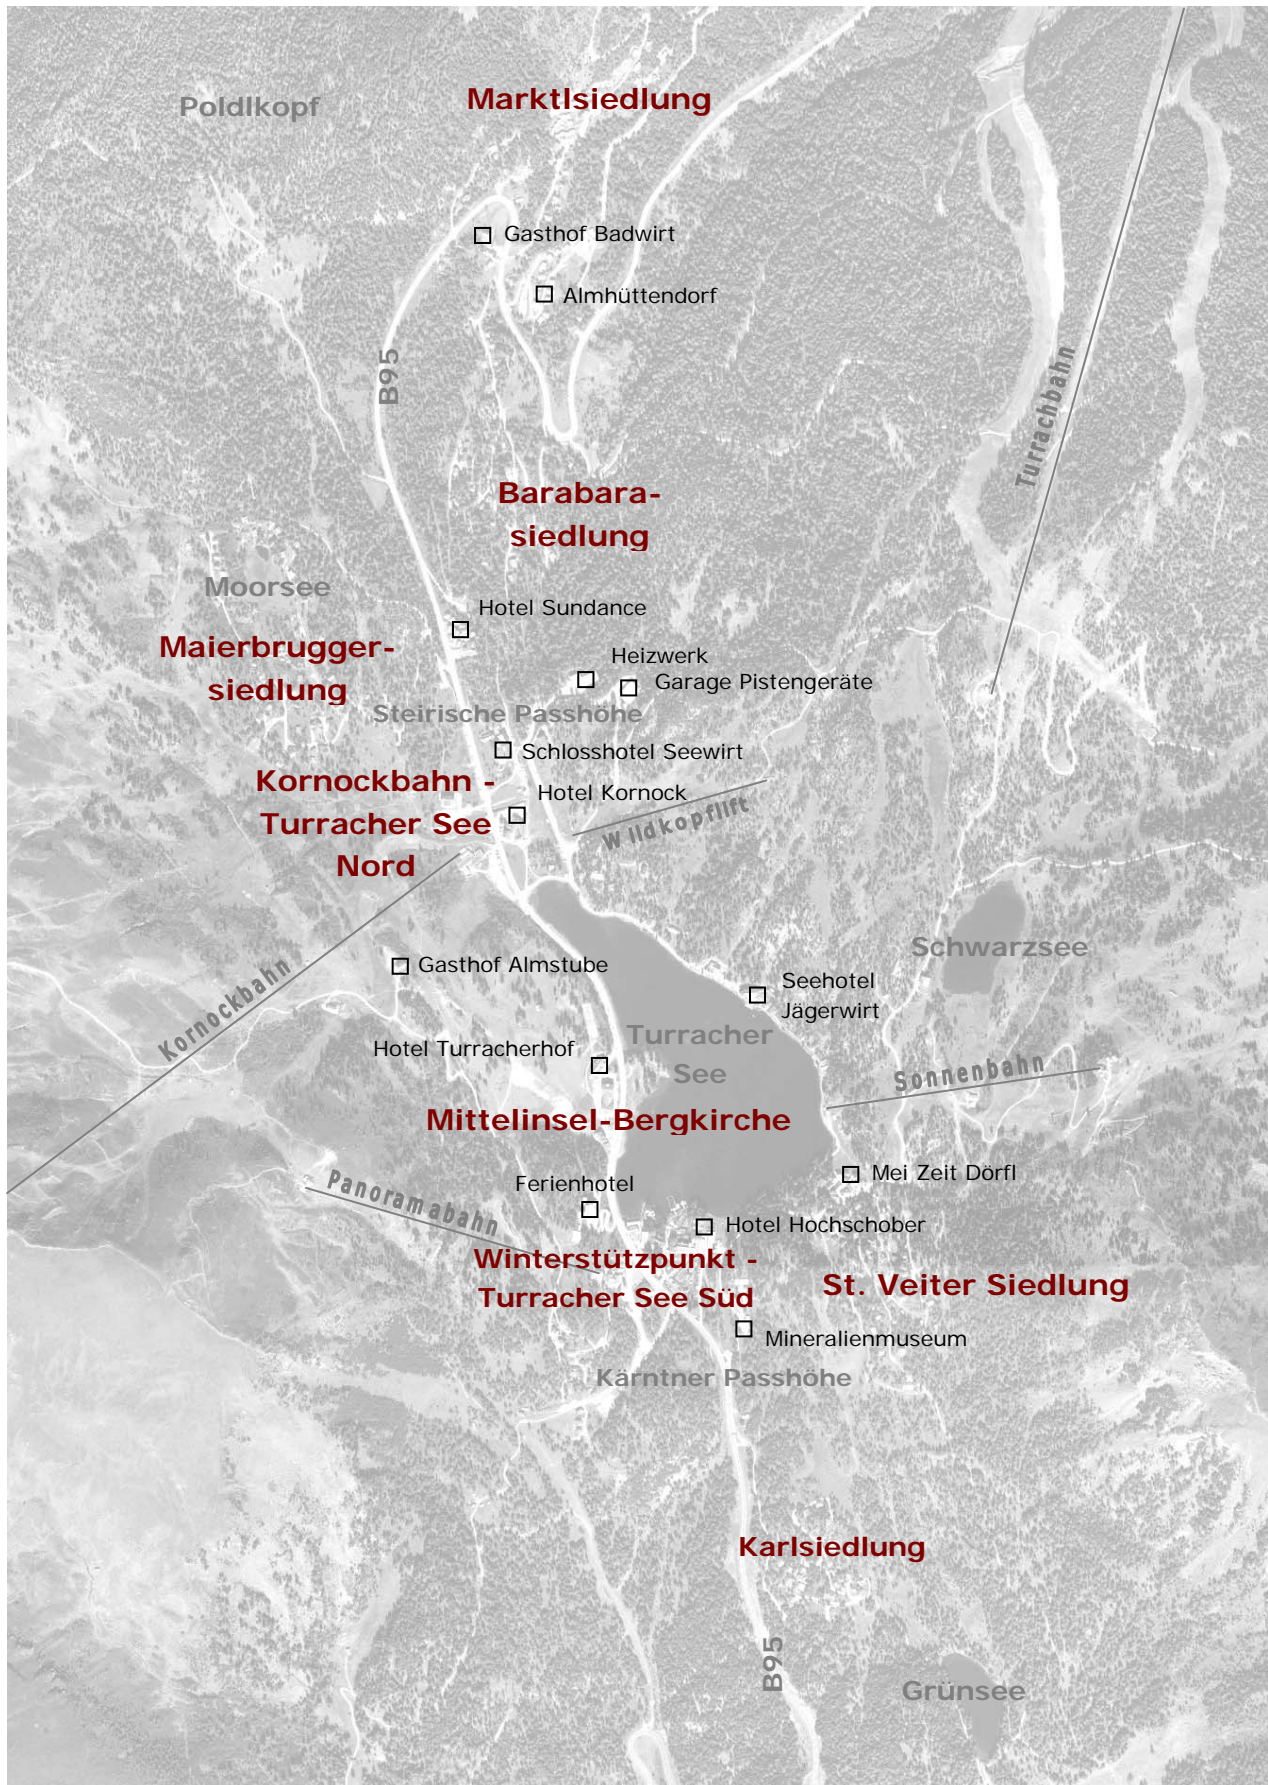 Poldlkopf
Marktlsiedlung
Gasthof Badwirt
Almhüttendorf
B95
Turrachbahn
Barabara-
siedlung
Moorsee
Hotel Sundance
Maierbrugger-
siedlung
Heizwerk
Garage Pistengeräte
Steirische Passhöhe
Schlosshotel Seewirt
Kornockbahn -
Turracher See
Nord
Hotel Kornock
Wildkopflift
Schwarzsee
Gasthof Almstube
Kornockbahn
Seehotel
Jägerwirt
Turracher
See
Hotel Turracherhof
Sonnenbahn
Mittelinsel-Bergkirche
Mei Zeit Dörfl
Panoramabahn
Ferienhotel
Hotel Hochschober
Winterstützpunkt -
Turracher See Süd
St. Veiter Siedlung
Mineralienmuseum
Kärntner Passhöhe
Karlsiedlung
B95
Grünsee